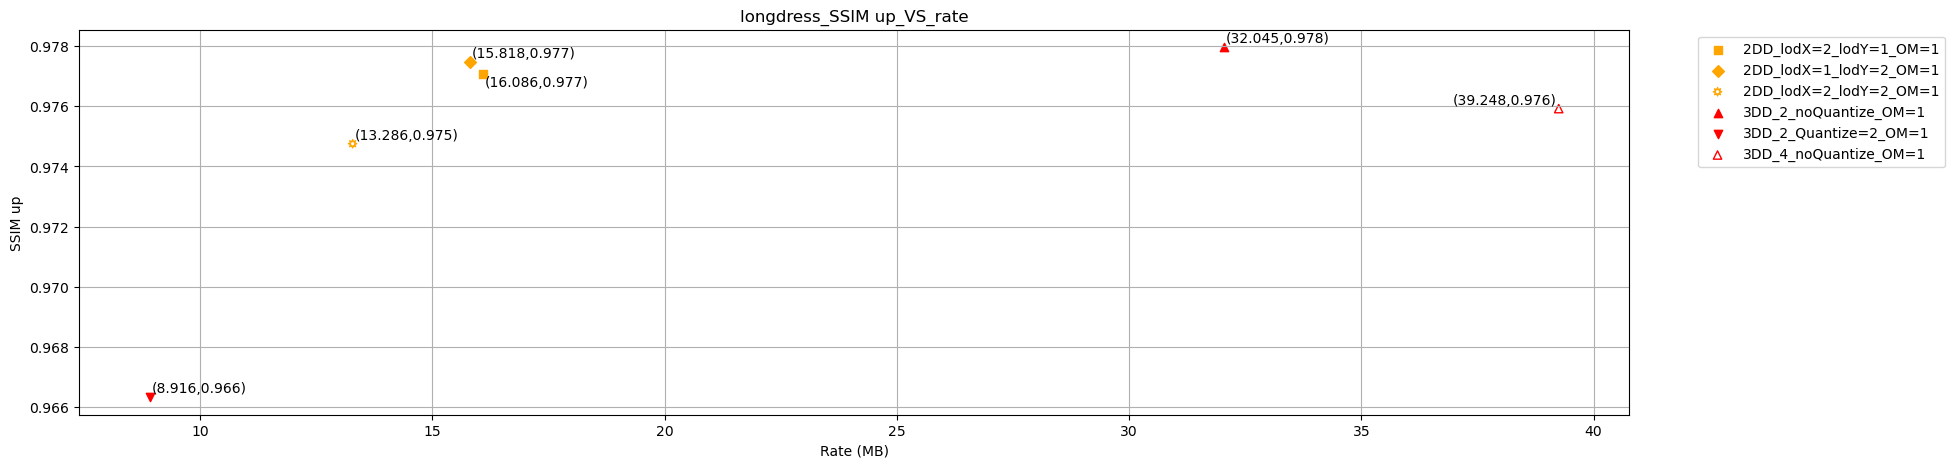 longdress_SSIM up_VS_rate
0.978
0.976
0.974
0.972
0.970
0.968
0.966
SSIM up
(15.818,0.977)
(16.086,0.977)
(13.286,0.975)
(8.916,0.966)
(32.045,0.978)
(39.248,0.976)
10
15
20
25
30
35
40
Rate (MB)
2DD_lodX=2_lodY=1_OM=1
2DD_lodX=1_lodY=2_OM=1
2DD_lodX=2_lodY=2_OM=1
3DD_2_noQuantize_OM=1
3DD_2_Quantize=2_OM=1
3DD_4_noQuantize_OM=1